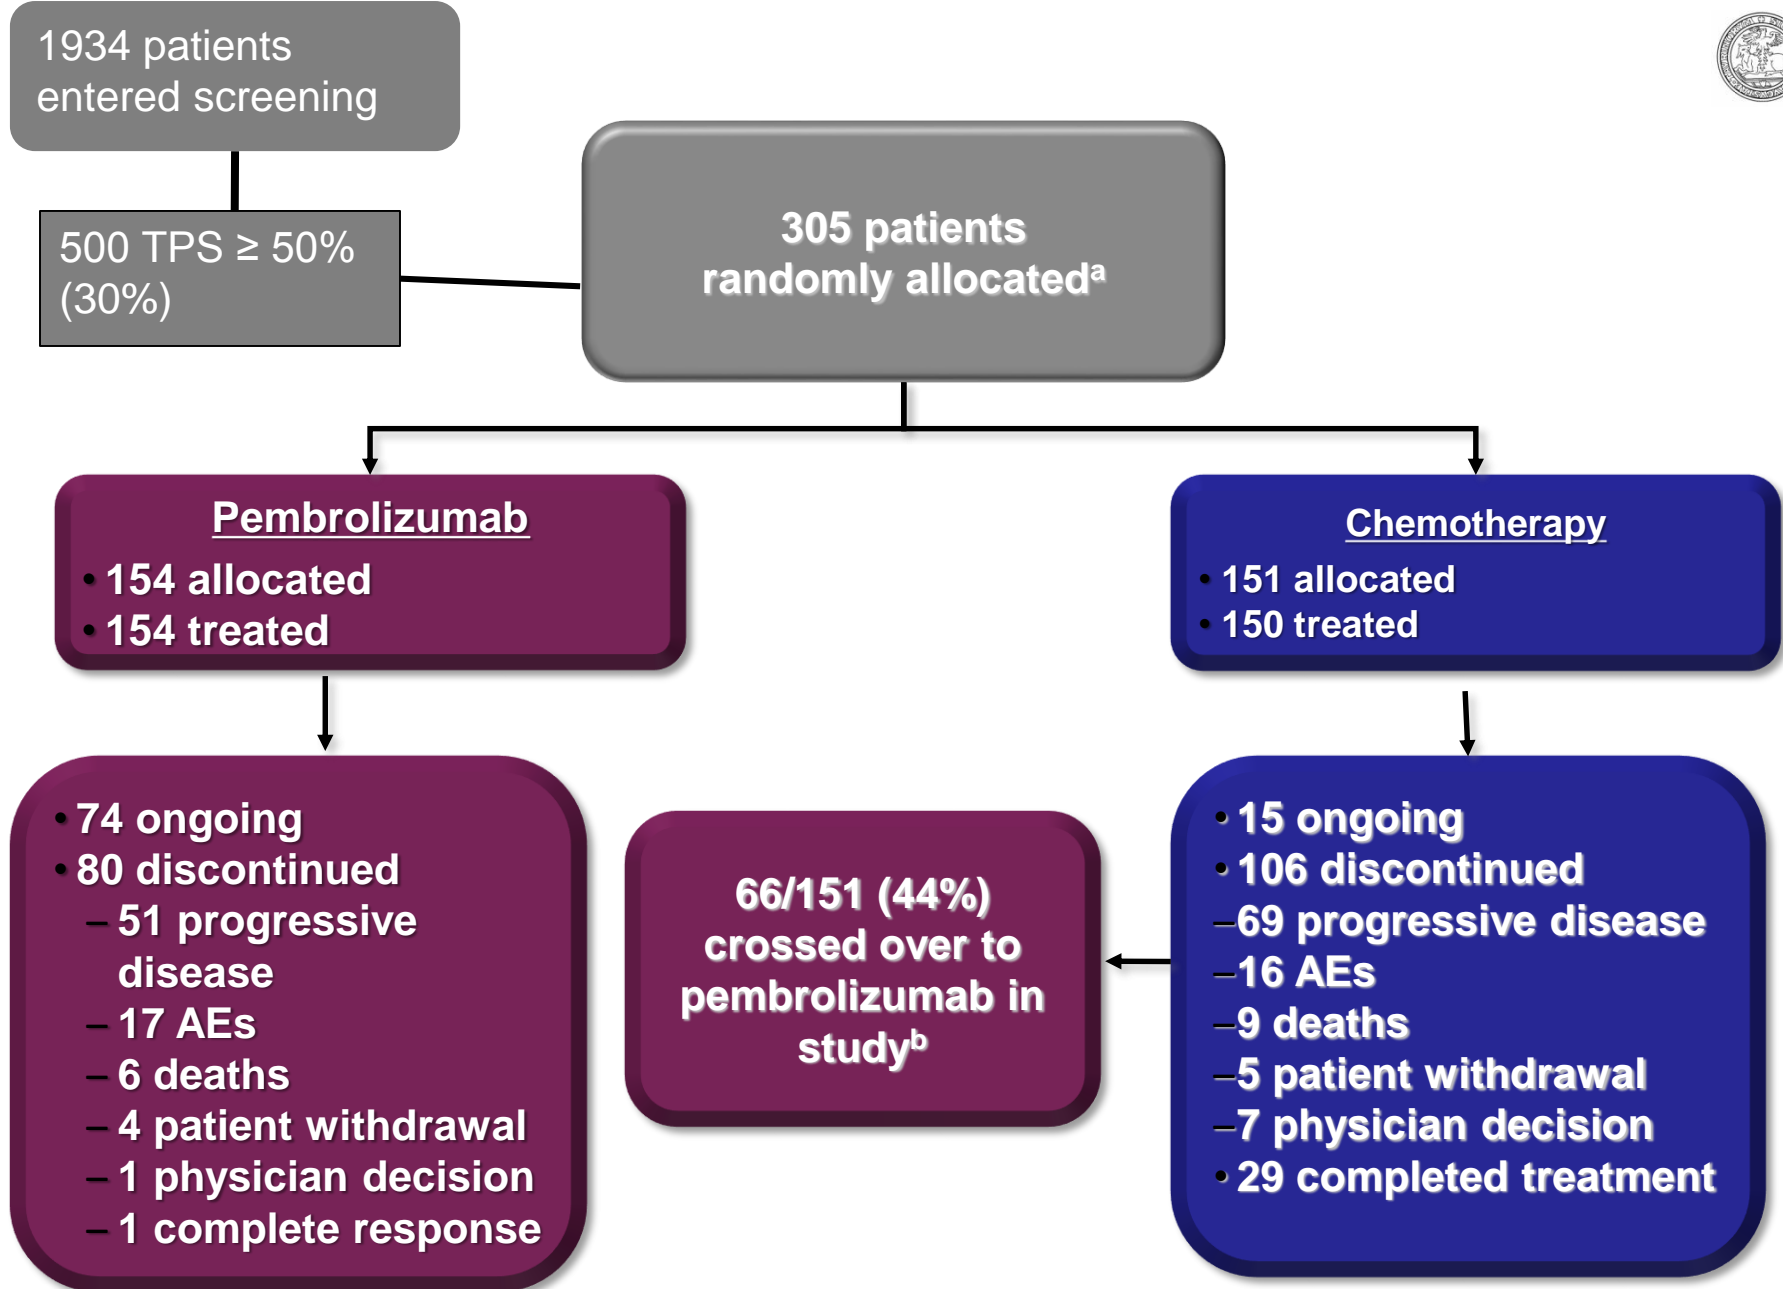 1934 patients
entered screening
500 TPS ≥ 50%
(30%)
305 patients
randomly allocatedᵃ
Pembrolizumab
• 154 allocated
• 154 treated
Chemotherapy
• 151 allocated
• 150 treated
• 74 ongoing
• 80 discontinued
– 51 progressive
disease
– 17 AEs
– 6 deaths
– 4 patient withdrawal
– 1 physician decision
– 1 complete response
66/151 (44%)
crossed over to
pembrolizumab in
studyᵇ
• 15 ongoing
• 106 discontinued
–69 progressive disease
–16 AEs
–9 deaths
–5 patient withdrawal
–7 physician decision
• 29 completed treatment